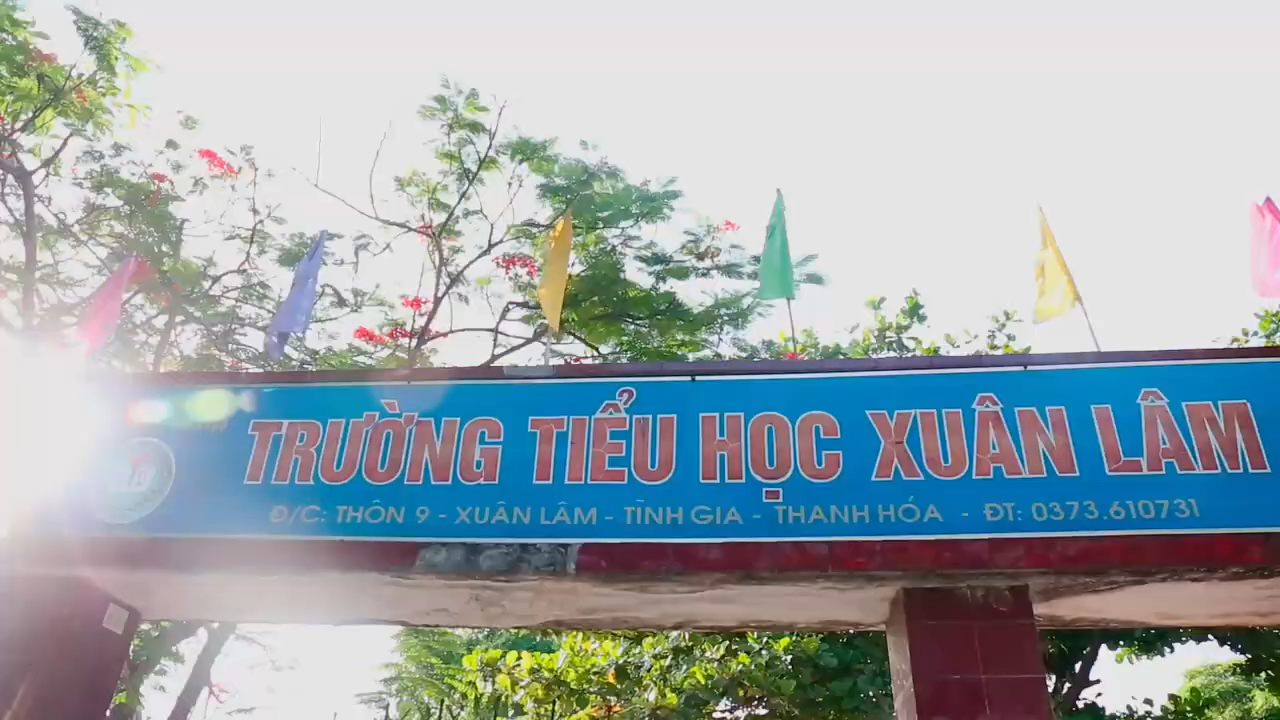 TRƯỜNG TIỂU HỌC XUÂN LÂM
Đ/C: THÔN 9 - XUÂN LÂM - TĨNH GIA - THANH HÓA - ĐT: 0373.610731